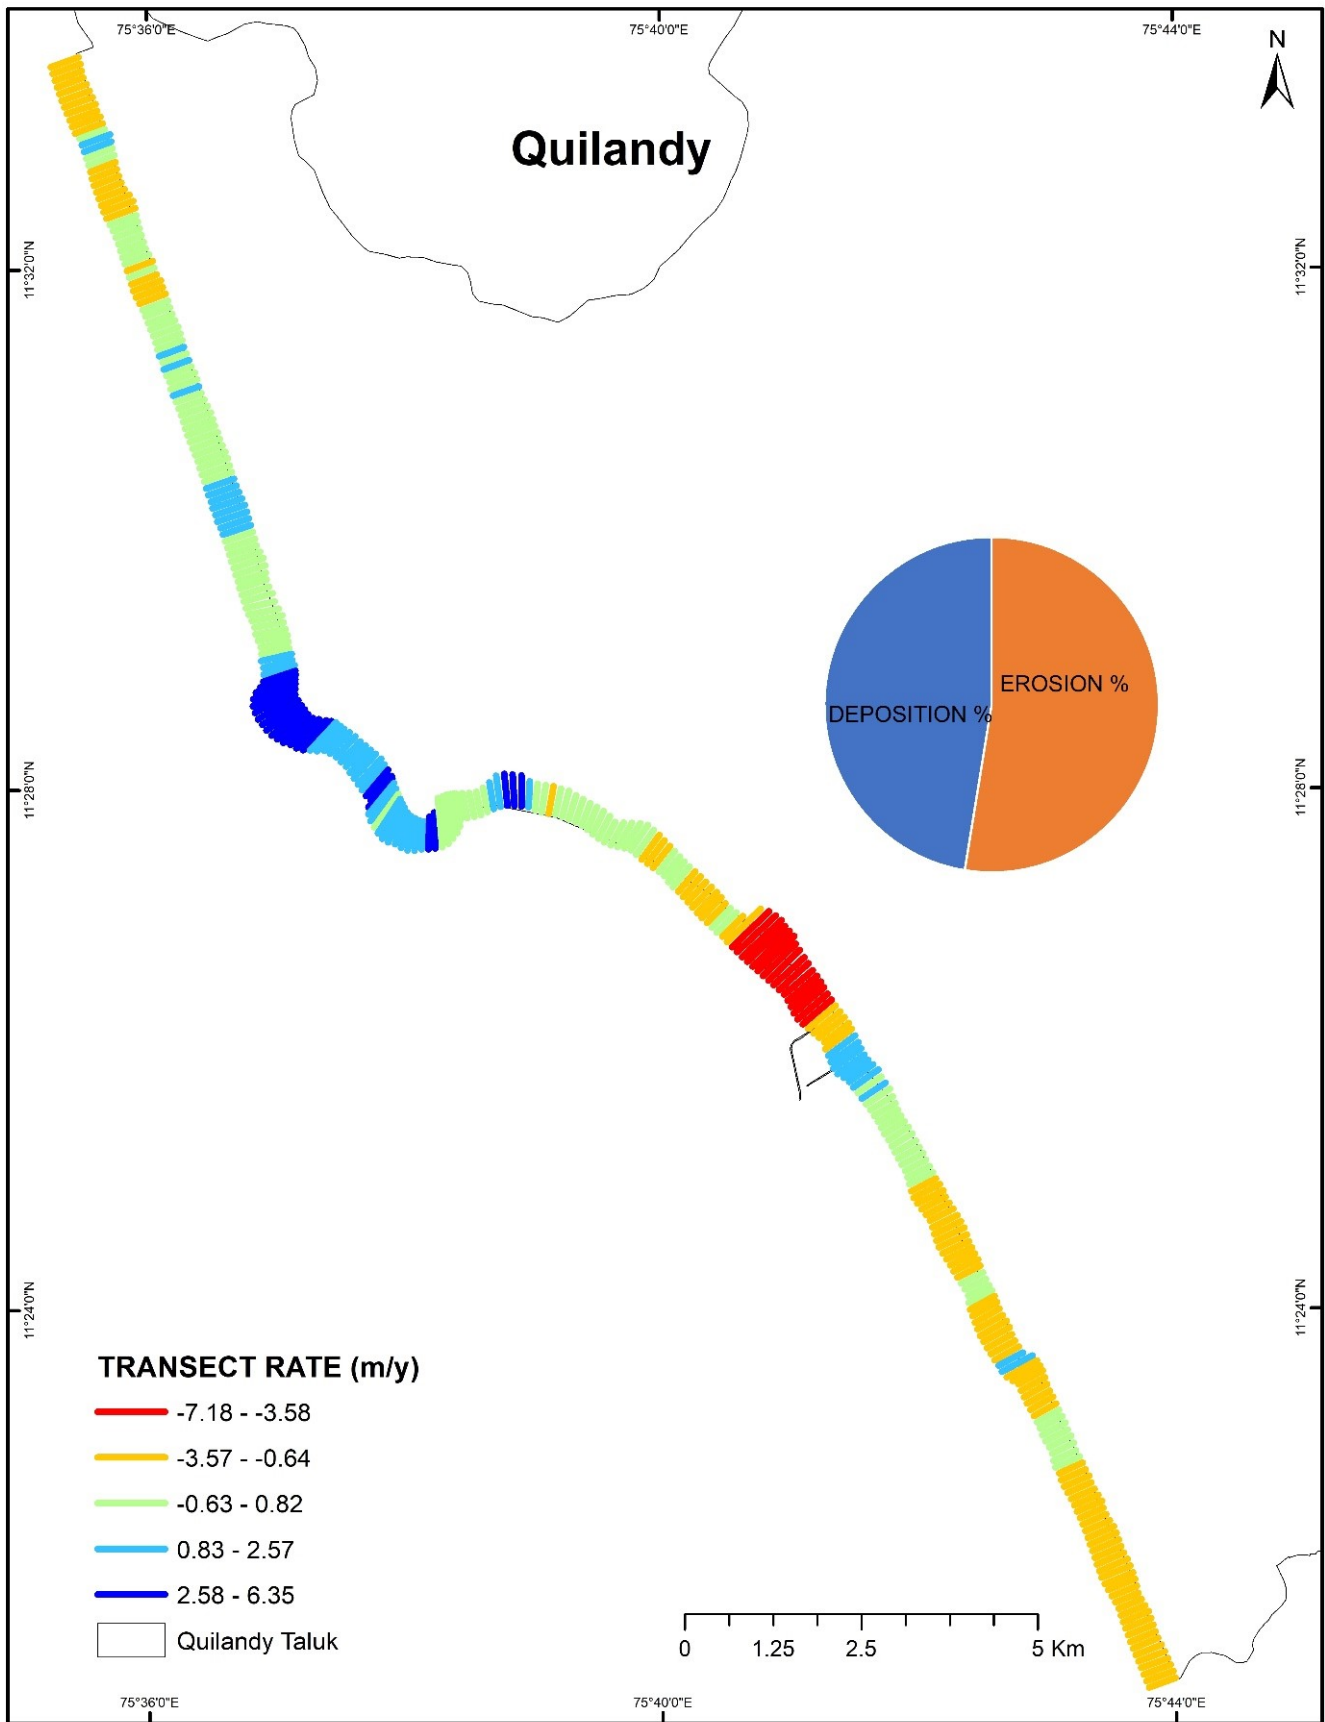 75°36'0"E
75°40'0"E
75°44'0"E
N
Quilandy
11°32'0"N
11°32'0"N
EROSION %
DEPOSITION %
11°28'0"N
11°28'0"N
11°24'0"N
11°24'0"N
TRANSECT RATE (m/y)
-7.18 - -3.58
-3.57 - -0.64
-0.63 - 0.82
0.83 - 2.57
2.58 - 6.35
Quilandy Taluk
0 1.25 2.5 5 Km
75°36'0"E
75°40'0"E
75°44'0"E